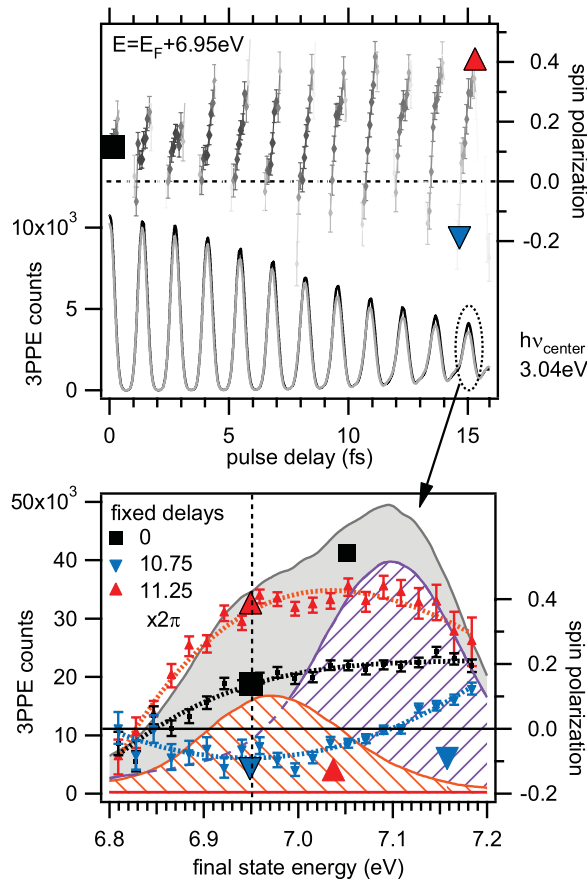 E=E_F+6.95eV
0.4
0.2
0.0
-0.2
spin polarization
10x10³
5
0
3PPE counts
hν_center
3.04eV
0 5 10 15
pulse delay (fs)
50x10³
40
30
20
10
0
3PPE counts
fixed delays
0
10.75
11.25
x2π
0.4
0.2
0.0
-0.2
spin polarization
6.8 6.9 7.0 7.1 7.2
final state energy (eV)